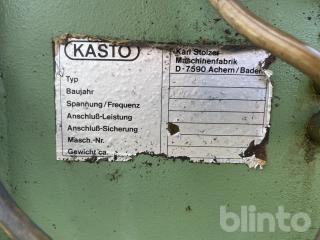 KASTO
Karl Stolzer
Maschinenfabrik
D-7590 Achern/Baden
Typ
Baujahr
Spannung/Frequenz
Anschluß-Leistung
Anschluß-Sicherung
Masch.-Nr.
Gewicht ca.
blinto